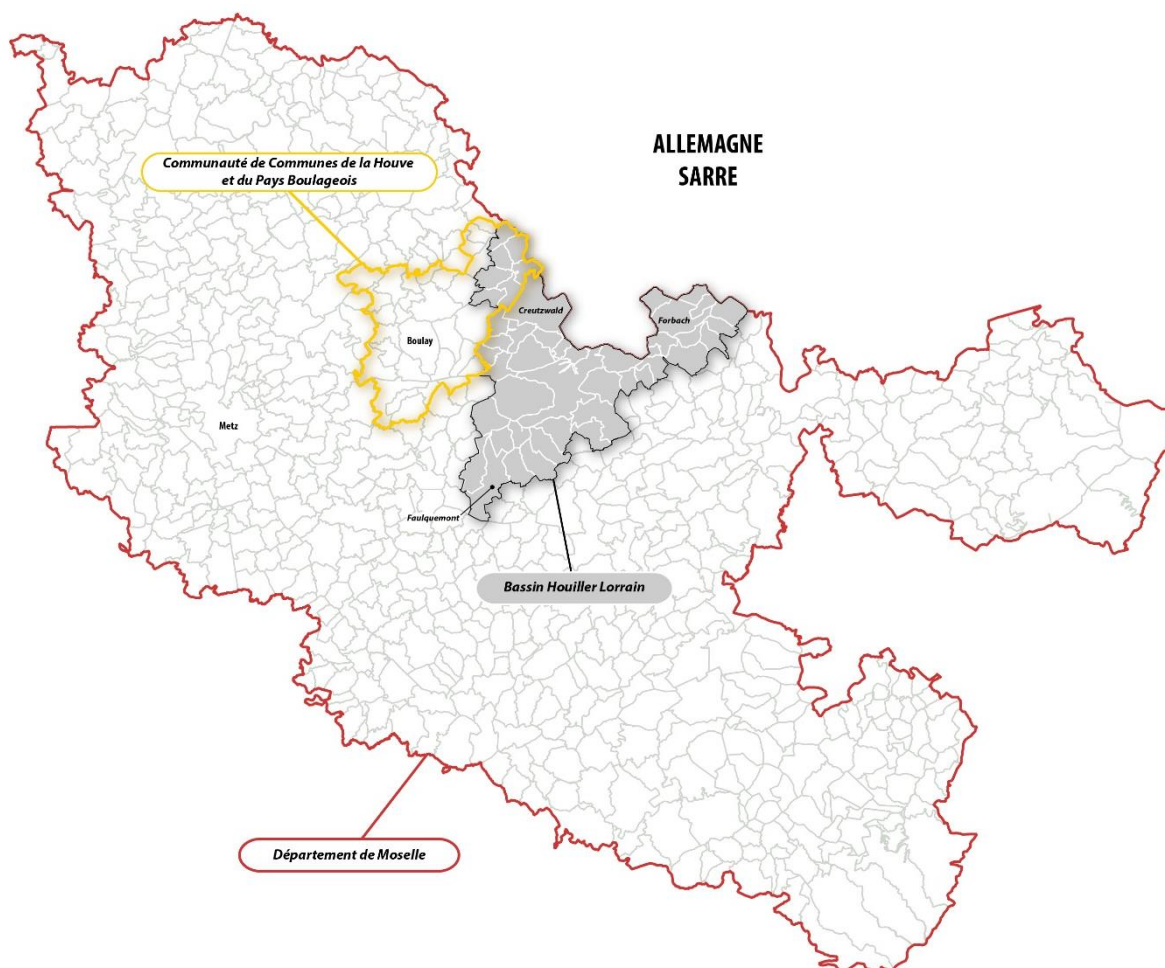 ALLEMAGNE
SARRE
Communauté de Communes de la Houve
et du Pays Boulageois
Creutzwald
Forbach
Boulay
Metz
Faulquemont
Bassin Houiller Lorrain
Département de Moselle